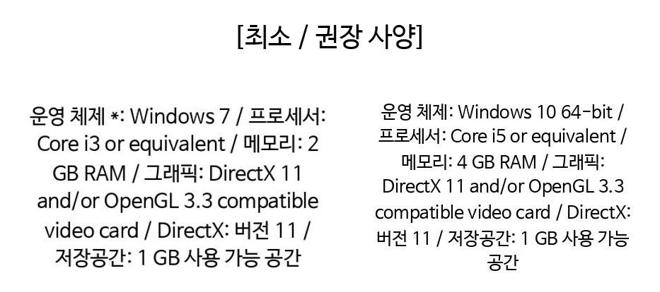 [최소 / 권장 사양]
운영 체제 *: Windows 7 / 프로세서:
Core i3 or equivalent / 메모리: 2
GB RAM / 그래픽: DirectX 11
and/or OpenGL 3.3 compatible
video card / DirectX: 버전 11 /
저장공간: 1 GB 사용 가능 공간
운영 체제: Windows 10 64-bit /
프로세서: Core i5 or equivalent /
메모리: 4 GB RAM / 그래픽:
DirectX 11 and/or OpenGL 3.3
compatible video card / DirectX:
버전 11 / 저장공간: 1 GB 사용 가능
공간